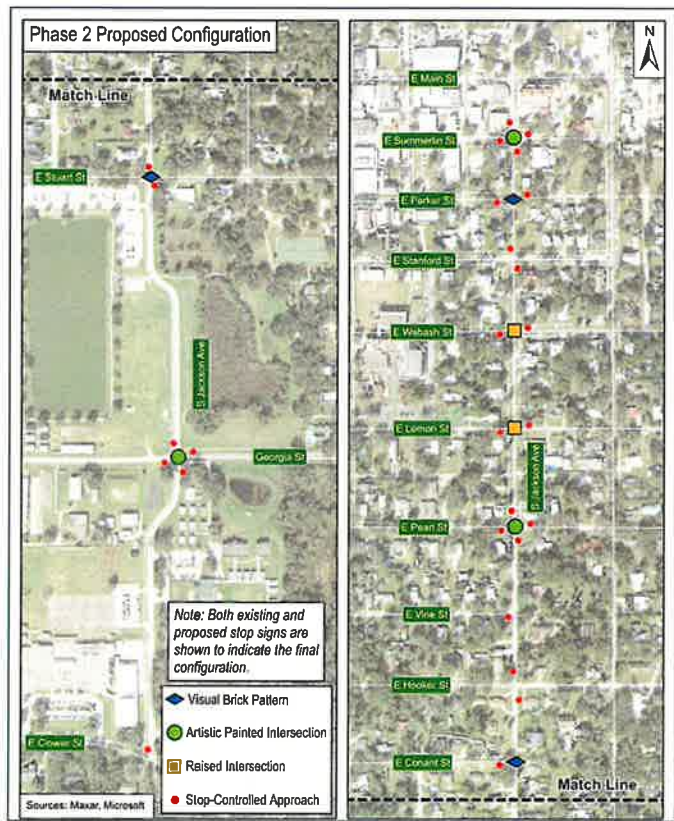 Phase 2 Proposed Configuration
Match Line
E Stuart St
S Jackson Ave
Georgia St
Note: Both existing and
proposed stop signs are
shown to indicate the final
configuration.
Visual Brick Pattern
Artistic Painted Intersection
Raised Intersection
Stop-Controlled Approach
E Clower St
Sources: Maxar, Microsoft
N
E Main St
E Summerlin St
E Parker St
E Stanford St
E Wabash St
E Lemon St
S Jackson Ave
E Pearl St
E Vine St
E Hooker St
E Conant St
Match Line